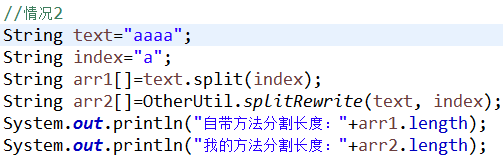 //情况2
String text="aaaa";
String index="a";
String arr1[]=text.split(index);
String arr2[]=OtherUtil.splitRewrite(text, index);
System.out.println("自带方法分割长度："+arr1.length);
System.out.println("我的方法分割长度："+arr2.length);